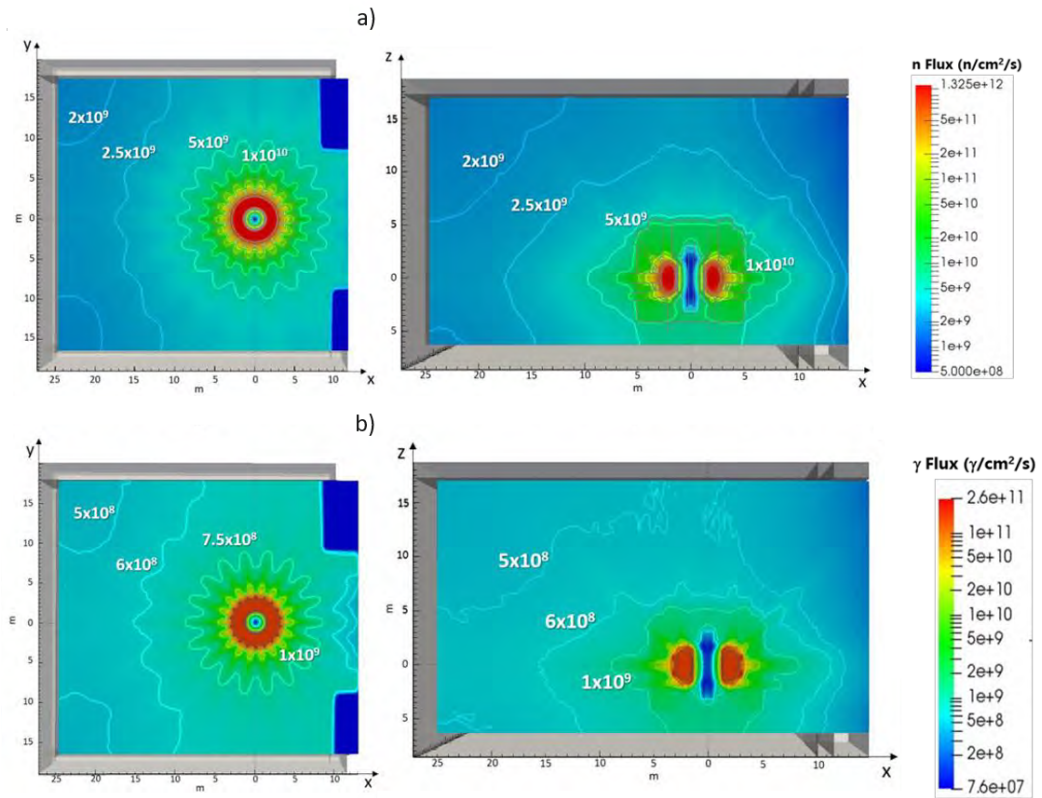 a)
y
15
10
5
0
5
10
15
m
25 20 15 10 5 0 5 10
m
x
2x10⁹
2.5x10⁹
5x10⁹
1x10¹⁰
z
15
10
5
0
5
m
25 20 15 10 5 0 5 10
m
x
2x10⁹
2.5x10⁹
5x10⁹
1x10¹⁰
n Flux (n/cm²/s)
1.325e+12
5e+11
2e+11
1e+11
5e+10
2e+10
1e+10
5e+9
2e+9
1e+9
5.000e+08
b)
y
15
10
5
0
5
10
15
m
25 20 15 10 5 0 5 10
m
x
5x10⁸
6x10⁸
7.5x10⁸
1x10⁹
Z
15
10
5
0
5
m
25 20 15 10 5 0 5 10
m
X
5x10⁸
6x10⁸
1x10⁹
γ Flux (γ/cm²/s)
2.6e+11
1e+11
5e+10
2e+10
1e+10
5e+9
2e+9
1e+9
5e+8
2e+8
7.6e+07